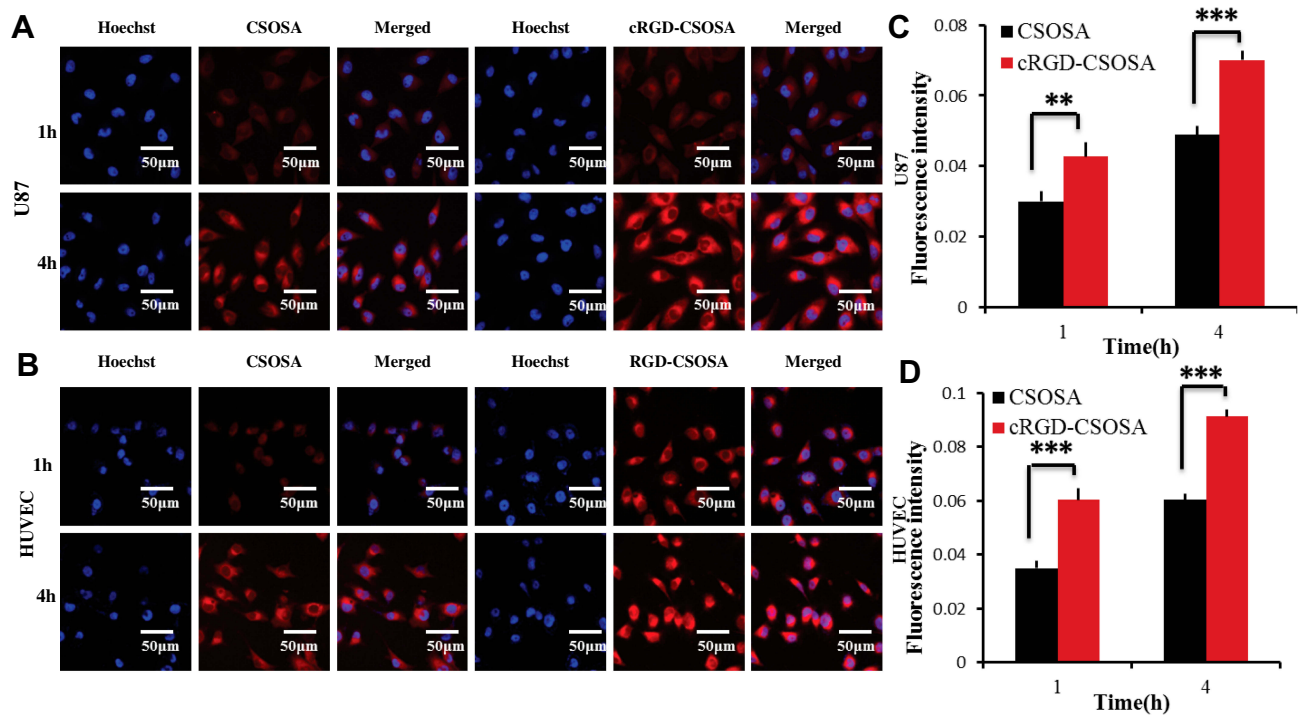 A
Hoechst CSOSA Merged Hoechst cRGD-CSOSA Merged
1h
50μm 50μm 50μm 50μm 50μm 50μm
U87
4h
50μm 50μm 50μm 50μm 50μm 50μm
B
Hoechst CSOSA Merged Hoechst RGD-CSOSA Merged
1h
50μm 50μm 50μm 50μm 50μm 50μm
HUVEC
4h
50μm 50μm 50μm 50μm 50μm 50μm
C
CSOSA
cRGD-CSOSA
**
***
U87
Fluorescence intensity
0.08
0.06
0.04
0.02
0
1 4
Time(h)
D
CSOSA
cRGD-CSOSA
***
***
HUVEC
Fluorescence intensity
0.1
0.08
0.06
0.04
0.02
0
1 4
Time(h)